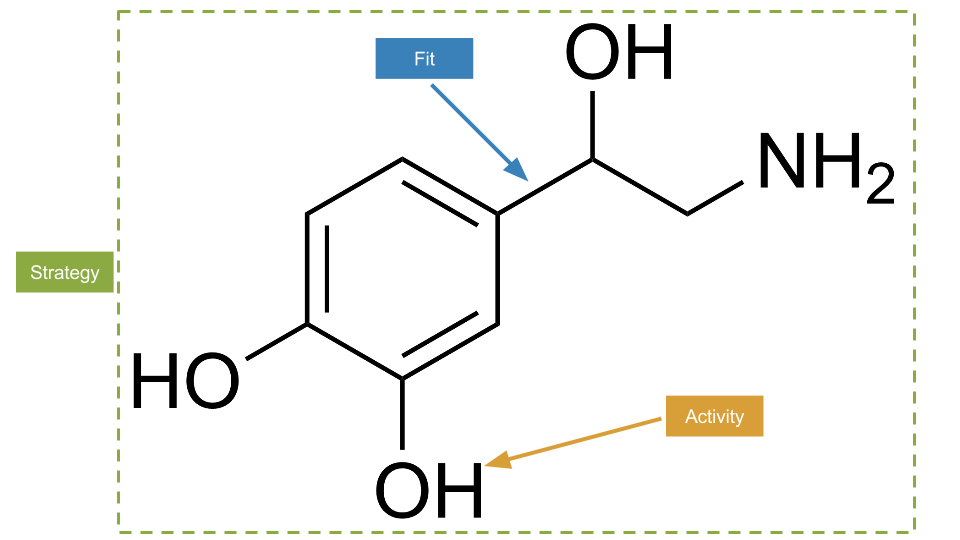 OH
Fit
NH2
Strategy
HO
Activity
OH